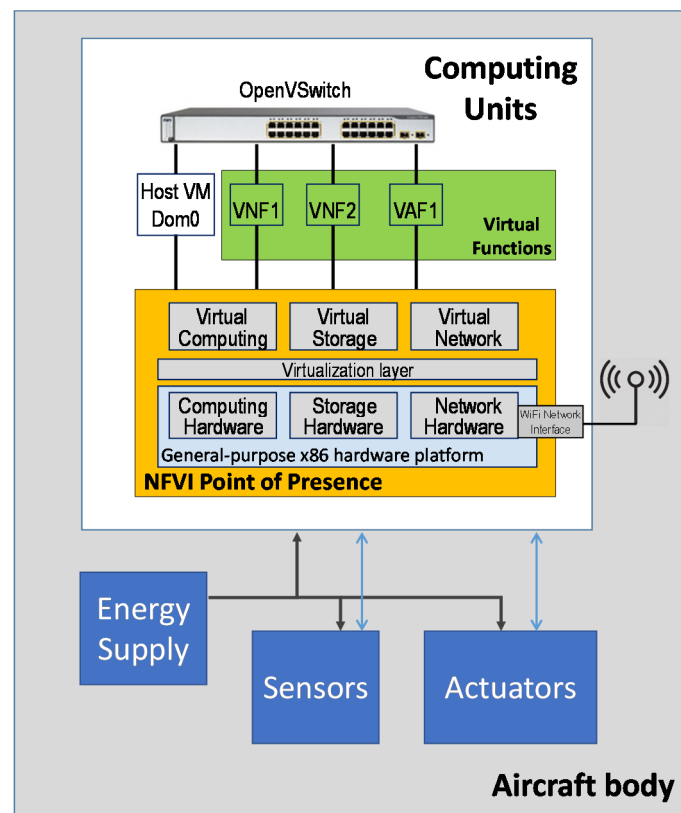 Computing
Units
OpenVSwitch
Host VM
Dom0
VNF1
VNF2
VAF1
Virtual
Functions
Virtual
Computing
Virtual
Storage
Virtual
Network
Virtualization layer
Computing
Hardware
Storage
Hardware
Network
Hardware
WiFi Network
Interface
General-purpose x86 hardware platform
NFVI Point of Presence
Energy
Supply
Sensors
Actuators
Aircraft body